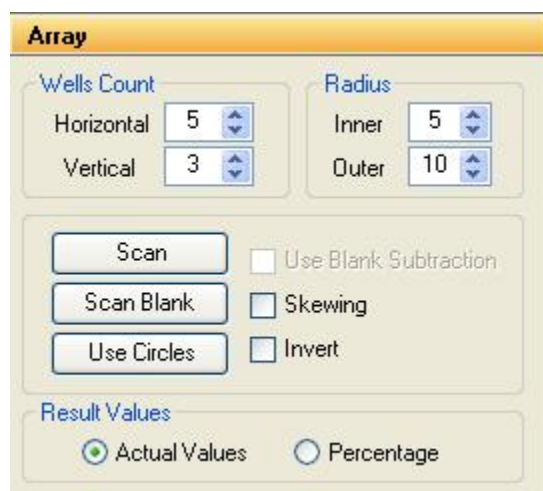 Array
Wells Count
Horizontal 5
Vertical 3
Radius
Inner 5
Outer 10
Scan
Use Blank Subtraction
Scan Blank
Skewing
Use Circles
Invert
Result Values
Actual Values
Percentage